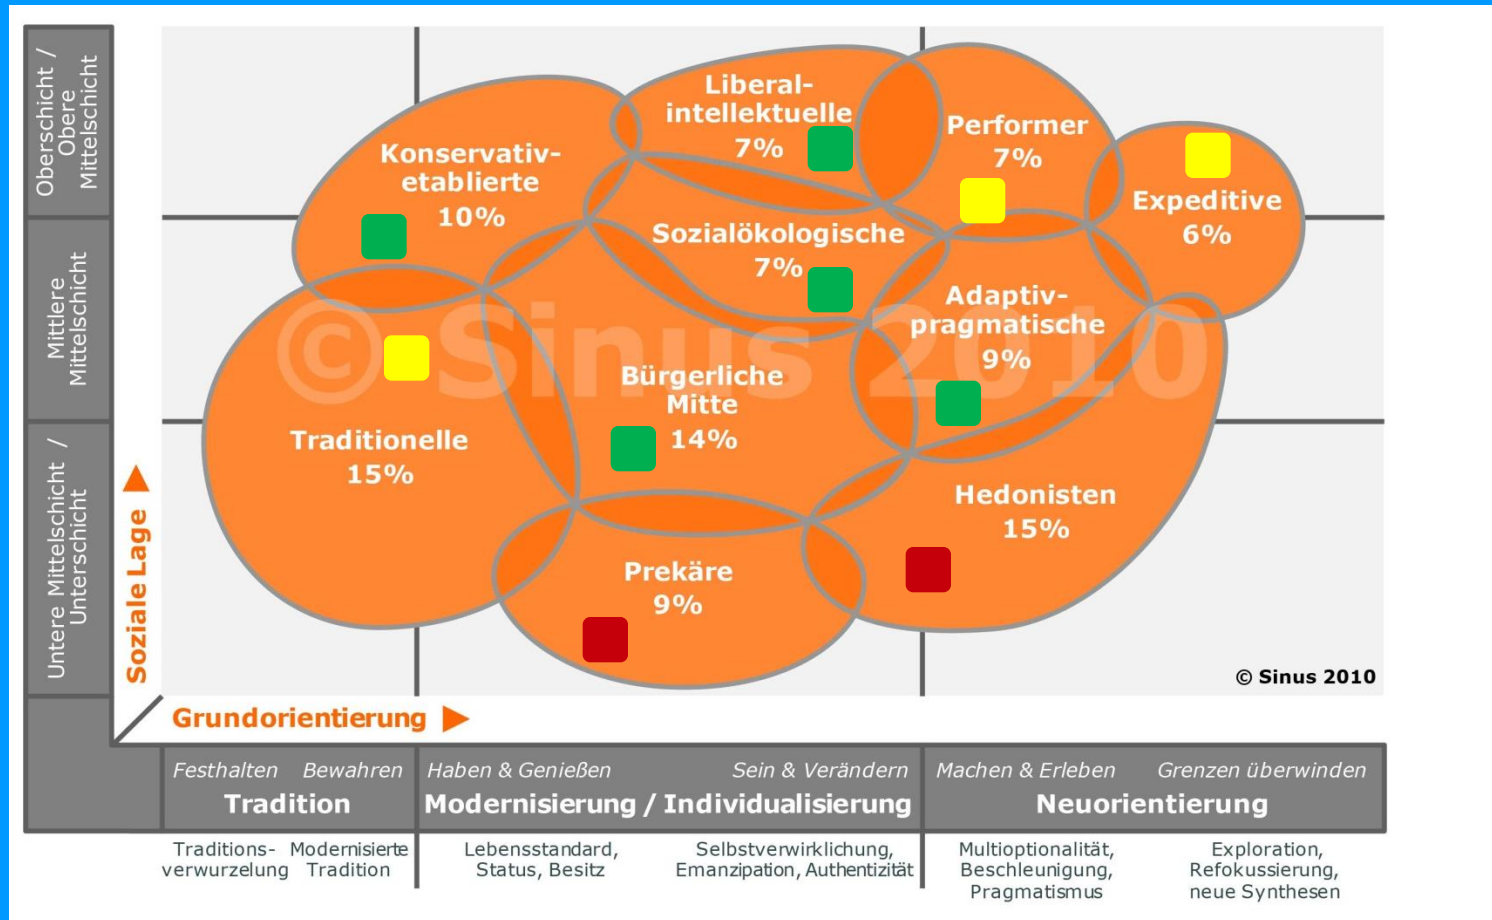 Oberschicht /
Obere
Mittelschicht
Mittlere
Mittelschicht
Untere Mittelschicht /
Unterschicht
Soziale Lage
Liberal-
intellektuelle
7%
Performer
7%
Konservativ-
etablierte
10%
Expeditive
6%
Sozialökologische
7%
Adaptiv-
pragmatische
9%
© Sinus 2010
Bürgerliche
Mitte
14%
Traditionelle
15%
Hedonisten
15%
Prekäre
9%
© Sinus 2010
Grundorientierung
Festhalten Bewahren
Tradition
Haben & Genießen Sein & Verändern
Modernisierung / Individualisierung
Machen & Erleben Grenzen überwinden
Neuorientierung
Traditions-
verwurzelung
Modernisierte
Tradition
Lebensstandard,
Status, Besitz
Selbstverwirklichung,
Emanzipation, Authentizität
Multioptionalität,
Beschleunigung,
Pragmatismus
Exploration,
Refokussierung,
neue Synthesen